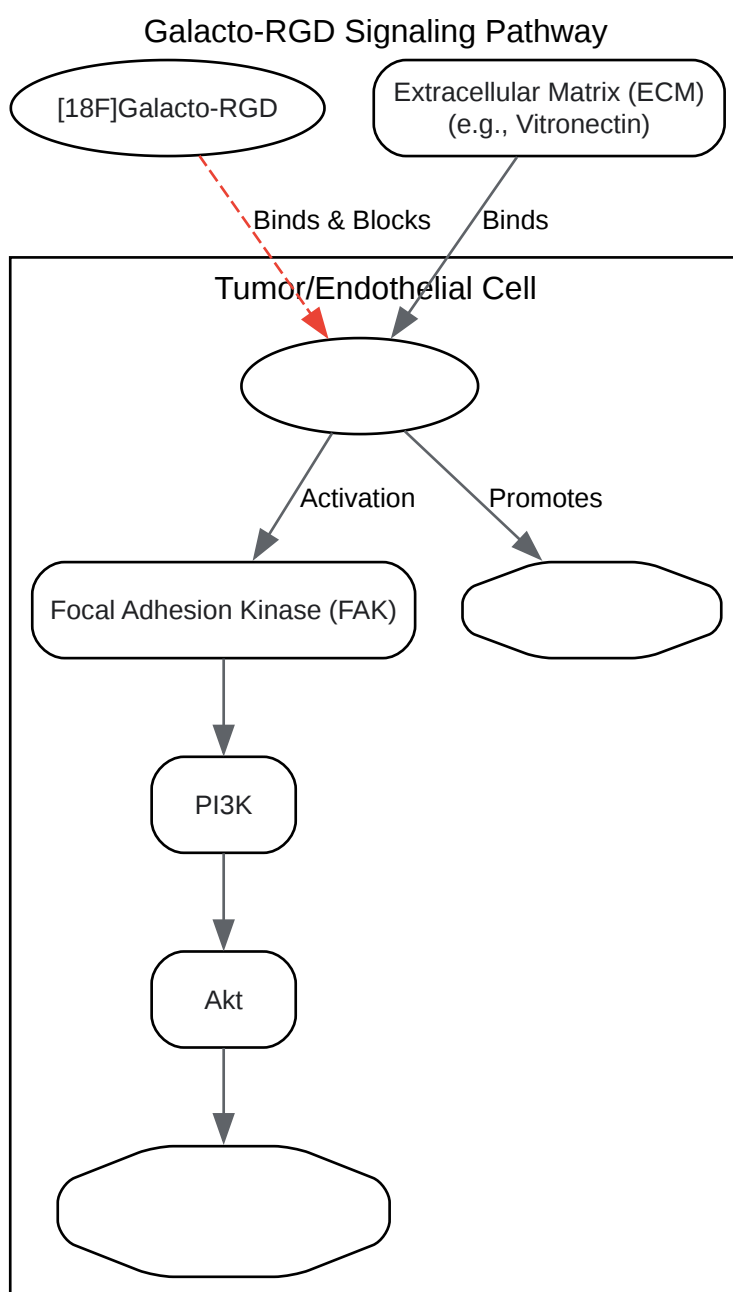 Galacto-RGD Signaling Pathway
[18F]Galacto-RGD
Extracellular Matrix (ECM)
(e.g., Vitronectin)
Binds & Blocks
Binds
Tumor/Endothelial Cell
Activation
Promotes
Focal Adhesion Kinase (FAK)
PI3K
Akt